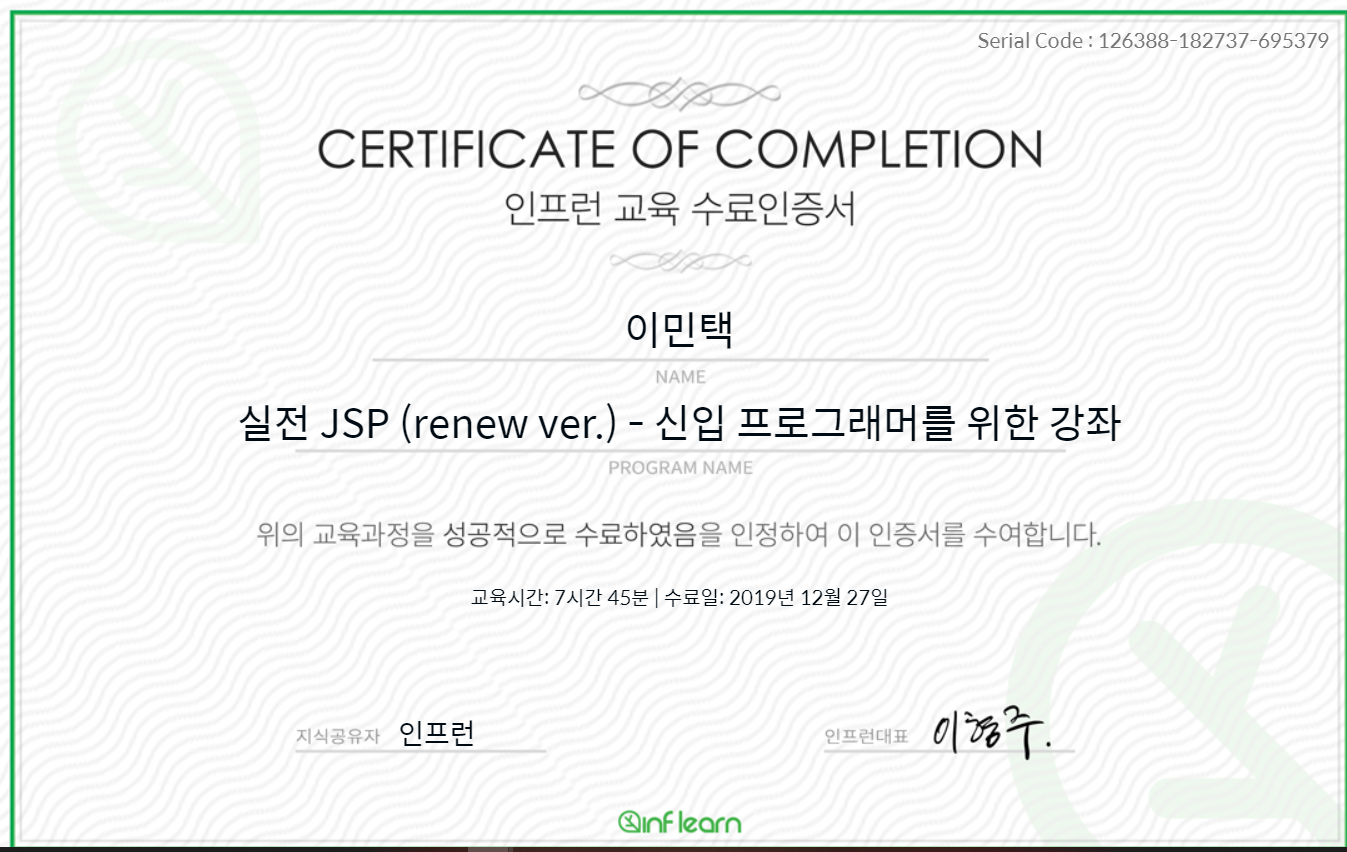 Serial Code : 126388-182737-695379
CERTIFICATE OF COMPLETION
인프런 교육 수료인증서
이민택
NAME
실전 JSP (renew ver.) - 신입 프로그래머를 위한 강좌
PROGRAM NAME
위의 교육과정을 성공적으로 수료하였음을 인정하여 이 인증서를 수여합니다.
교육시간: 7시간 45분 | 수료일: 2019년 12월 27일
지식공유자 인프런
인프런대표 이형주.
inflearn